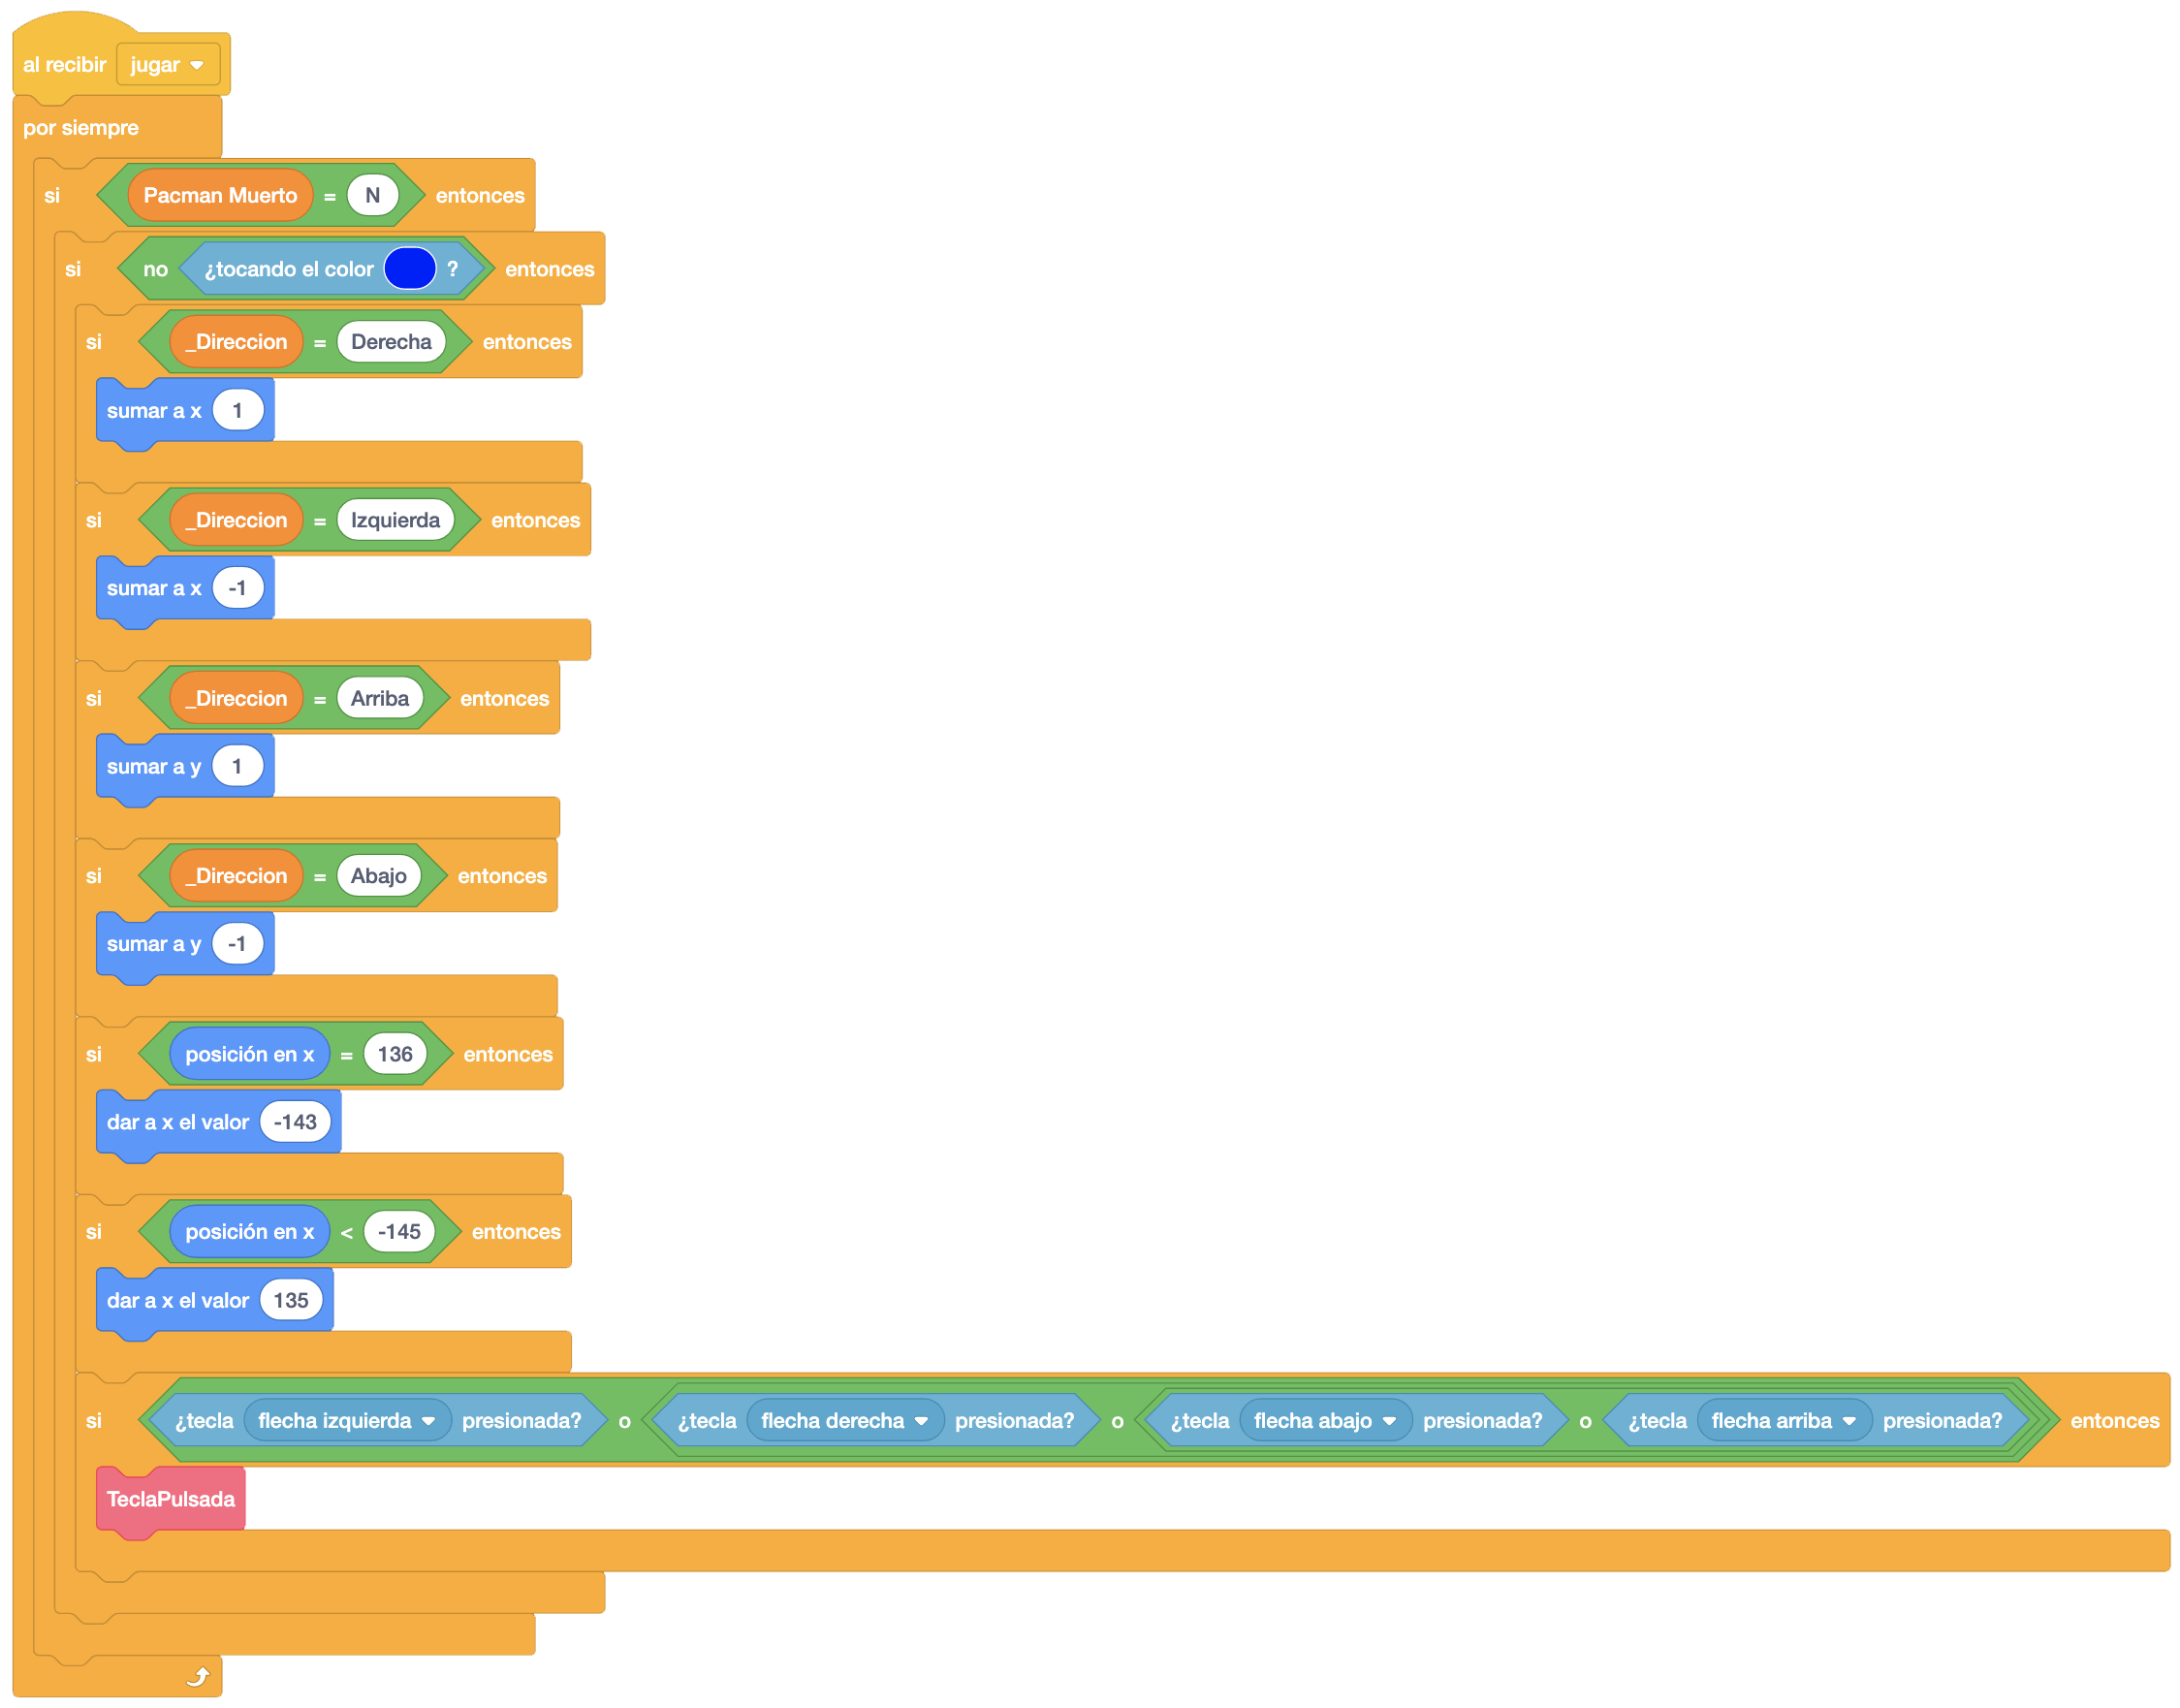 al recibir jugar
por siempre
si Pacman Muerto = N entonces
si no ¿tocando el color ? entonces
si _Direccion = Derecha entonces
sumar a x 1
si _Direccion = Izquierda entonces
sumar a x -1
si _Direccion = Arriba entonces
sumar a y 1
si _Direccion = Abajo entonces
sumar a y -1
si posición en x = 136 entonces
dar a x el valor -143
si posición en x < -145 entonces
dar a x el valor 135
si ¿tecla flecha izquierda presionada? o ¿tecla flecha derecha presionada? o ¿tecla flecha abajo presionada? o ¿tecla flecha arriba presionada? entonces
TeclaPulsada